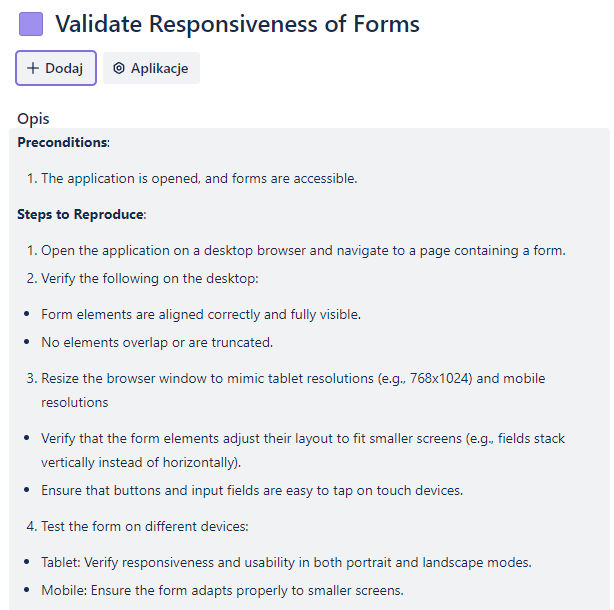 Validate Responsiveness of Forms
+ Dodaj
Aplikacje
Opis
Preconditions:
1. The application is opened, and forms are accessible.
Steps to Reproduce:
1. Open the application on a desktop browser and navigate to a page containing a form.
2. Verify the following on the desktop:
• Form elements are aligned correctly and fully visible.
• No elements overlap or are truncated.
3. Resize the browser window to mimic tablet resolutions (e.g., 768x1024) and mobile
resolutions
• Verify that the form elements adjust their layout to fit smaller screens (e.g., fields stack
vertically instead of horizontally).
• Ensure that buttons and input fields are easy to tap on touch devices.
4. Test the form on different devices:
• Tablet: Verify responsiveness and usability in both portrait and landscape modes.
• Mobile: Ensure the form adapts properly to smaller screens.